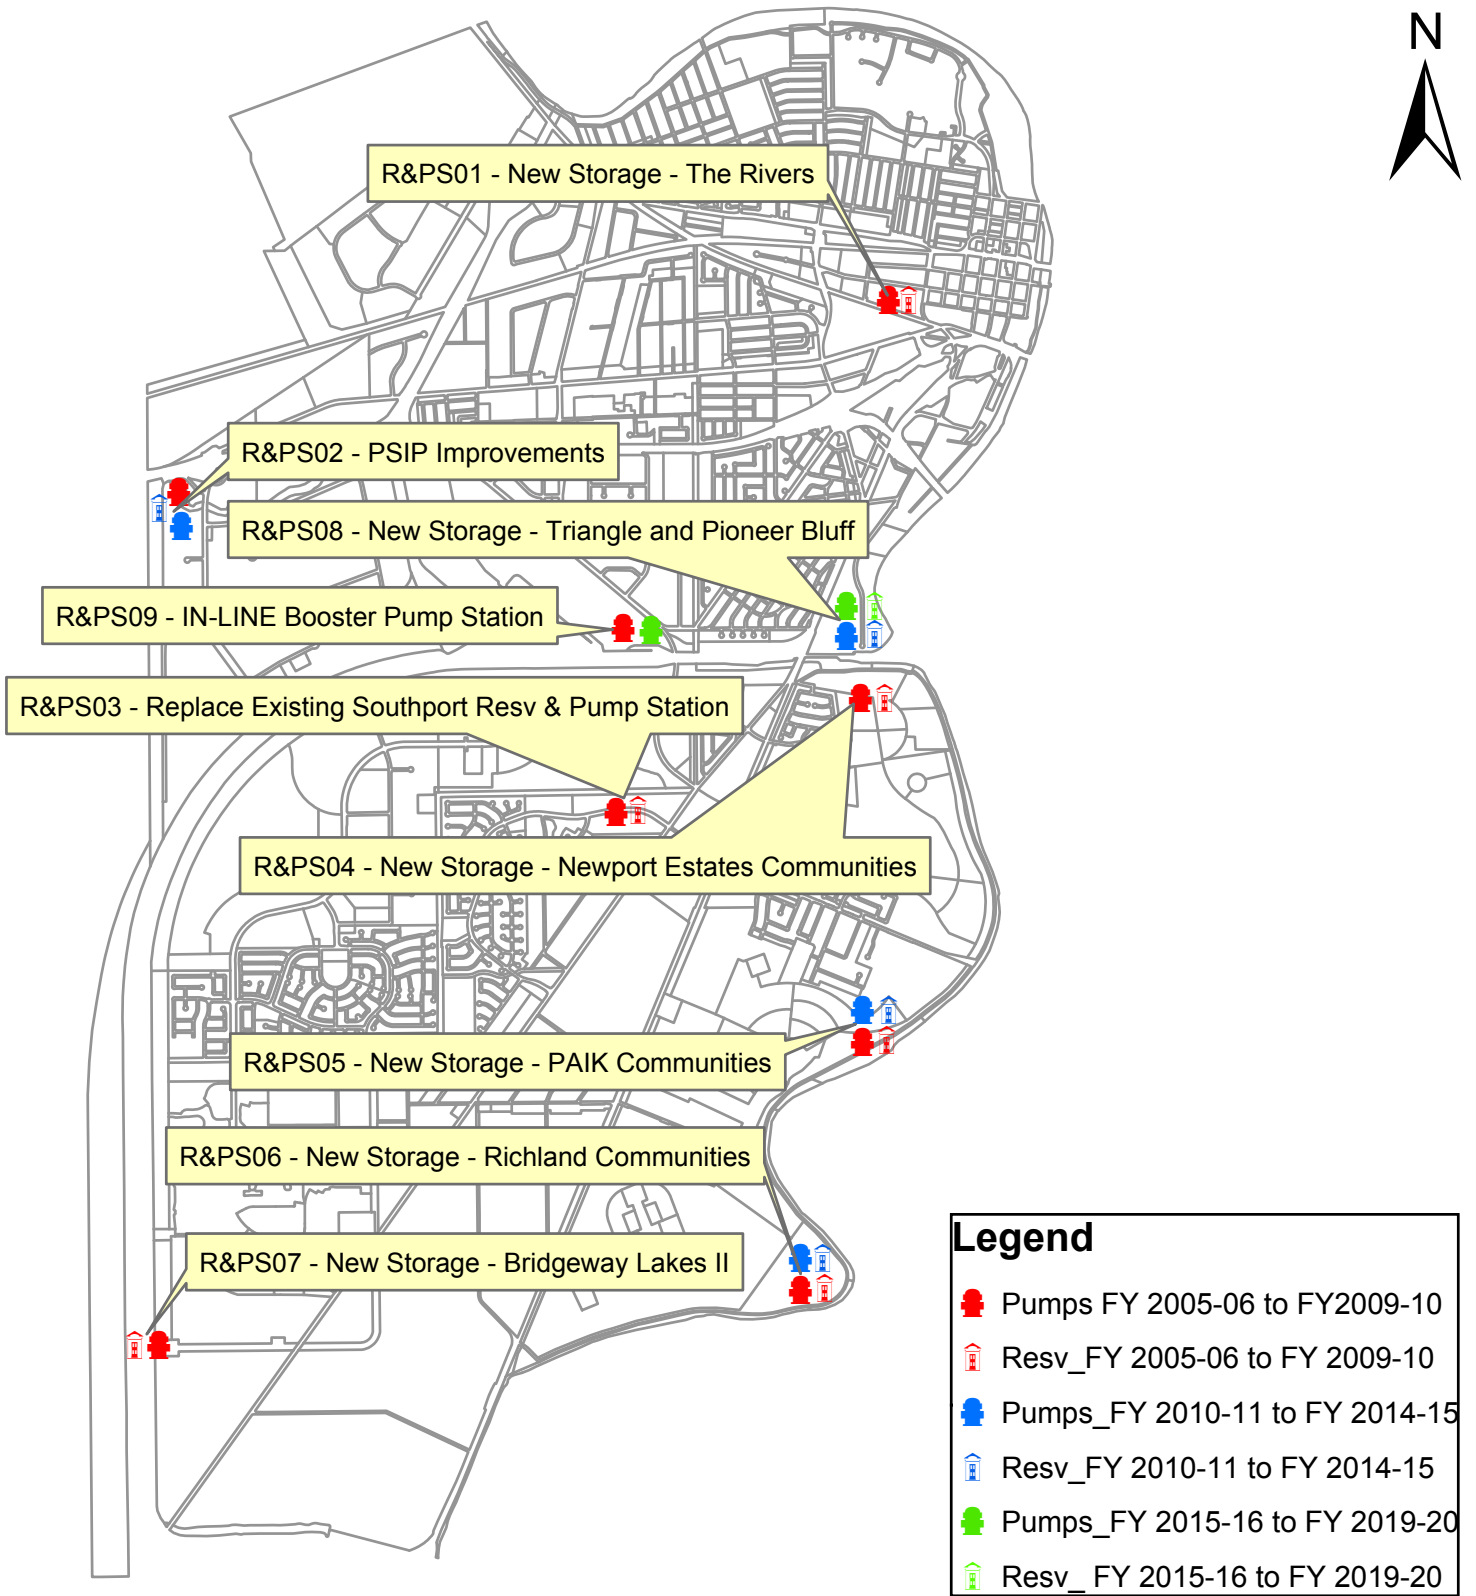 N
R&PS01 - New Storage - The Rivers
R&PS02 - PSIP Improvements
R&PS08 - New Storage - Triangle and Pioneer Bluff
R&PS09 - IN-LINE Booster Pump Station
R&PS03 - Replace Existing Southport Resv & Pump Station
R&PS04 - New Storage - Newport Estates Communities
R&PS05 - New Storage - PAIK Communities
R&PS06 - New Storage - Richland Communities
R&PS07 - New Storage - Bridgeway Lakes II
Legend
Pumps FY 2005-06 to FY2009-10
Resv_FY 2005-06 to FY 2009-10
Pumps_FY 2010-11 to FY 2014-15
Resv_FY 2010-11 to FY 2014-15
Pumps_FY 2015-16 to FY 2019-20
Resv_ FY 2015-16 to FY 2019-20